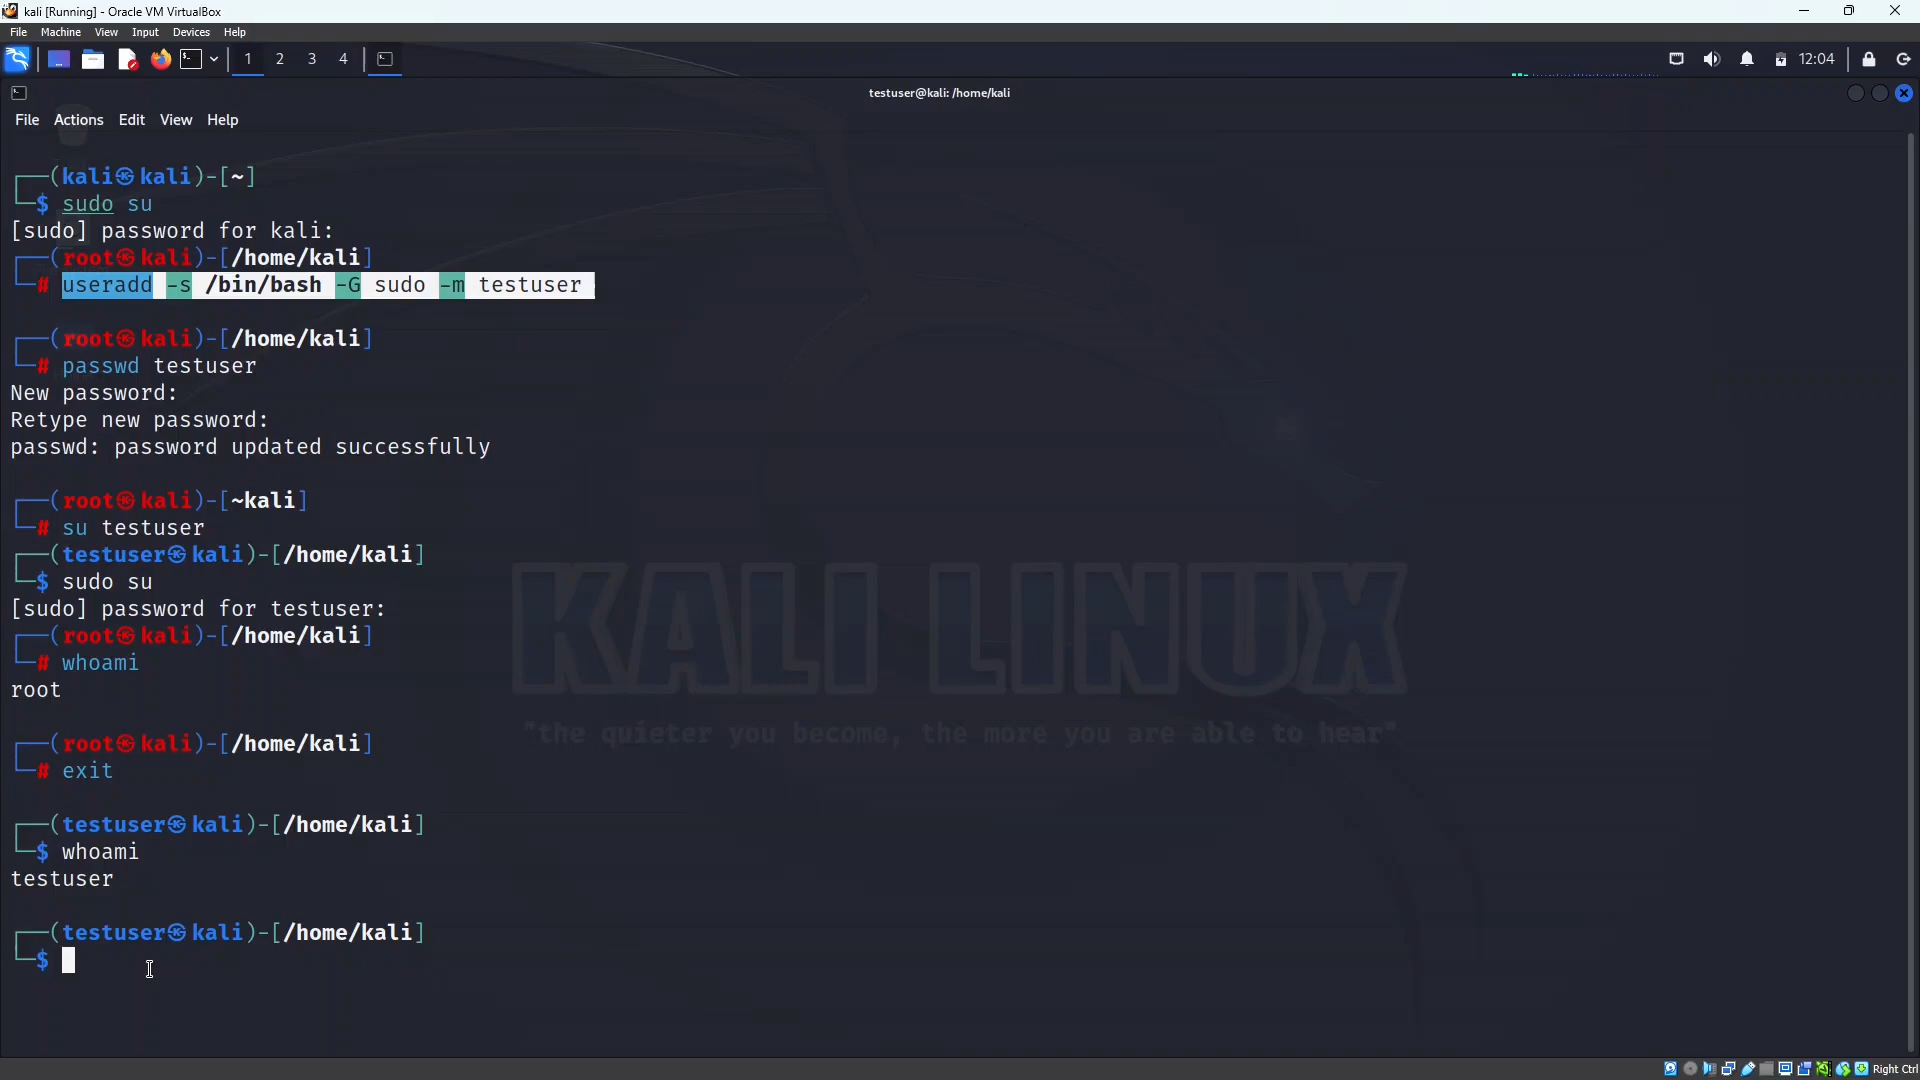 kali [Running] - Oracle VM VirtualBox
File Machine View Input Devices Help
1 2 3 4 12:04
testuser@kali: /home/kali
File Actions Edit View Help
┌──(kali㉿kali)-[~]
└─$ sudo su
[sudo] password for kali:
┌──(root㉿kali)-[/home/kali]
└─# useradd -s /bin/bash -G sudo -m testuser
┌──(root㉿kali)-[/home/kali]
└─# passwd testuser
New password:
Retype new password:
passwd: password updated successfully
┌──(root㉿kali)-[~kali]
└─# su testuser
┌──(testuser㉿kali)-[/home/kali]
└─$ sudo su
[sudo] password for testuser:
┌──(root㉿kali)-[/home/kali]
└─# whoami
root
┌──(root㉿kali)-[/home/kali]
└─# exit
┌──(testuser㉿kali)-[/home/kali]
└─$ whoami
testuser
┌──(testuser㉿kali)-[/home/kali]
└─$
KALI LINUX
"the quieter you become, the more you are able to hear"
Right Ctrl